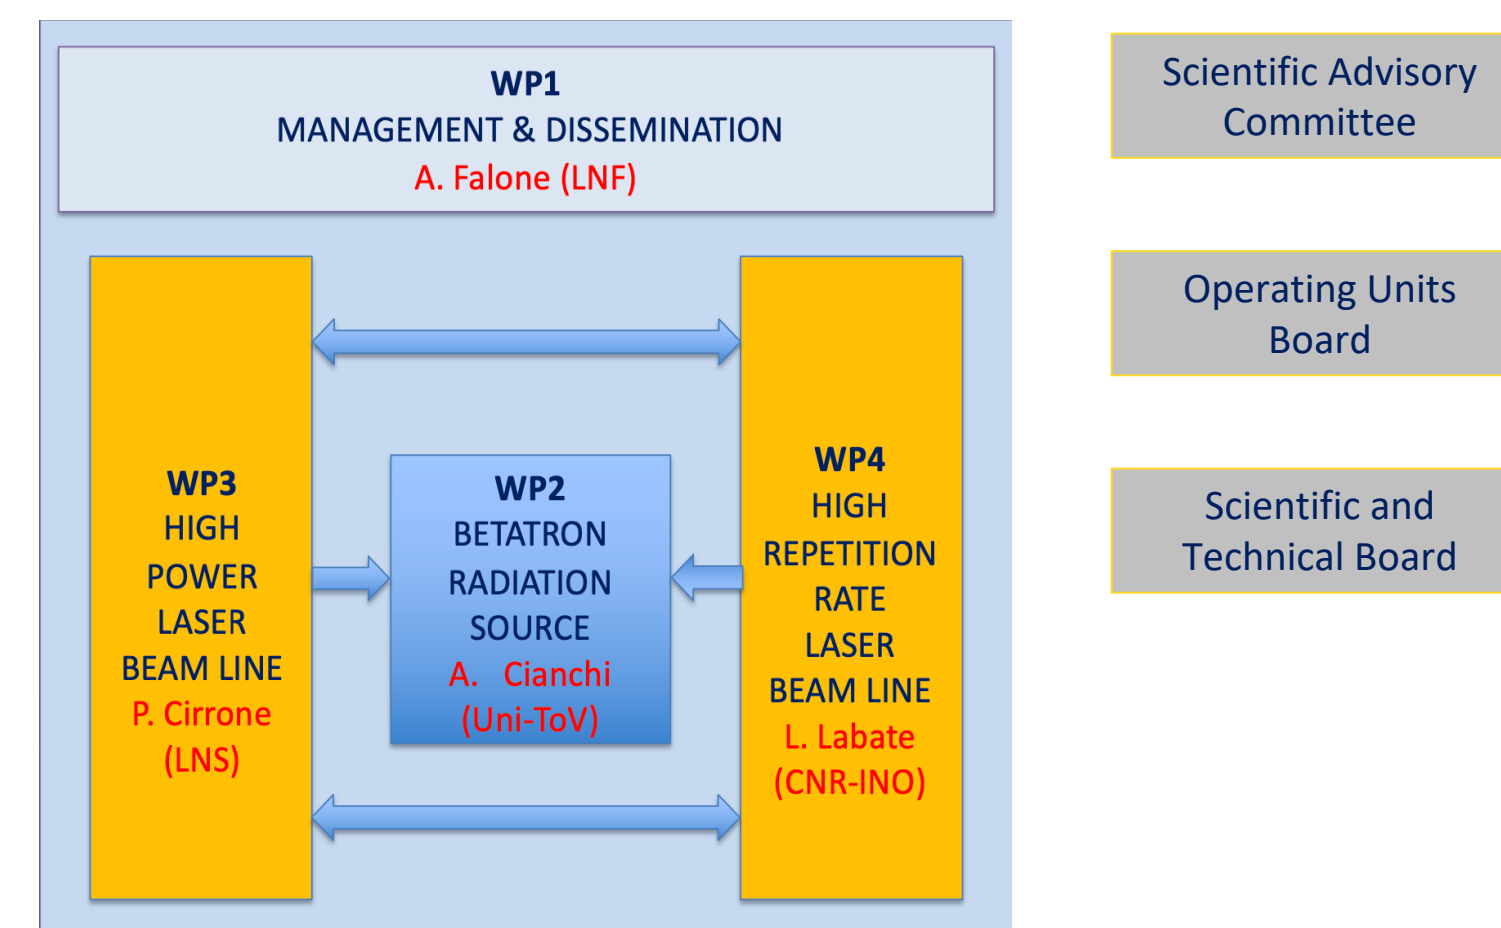 WP1
MANAGEMENT & DISSEMINATION
A. Falone (LNF)
WP3
HIGH
POWER
LASER
BEAM LINE
P. Cirrone
(LNS)
WP2
BETATRON
RADIATION
SOURCE
A. Cianchi
(Uni-ToV)
WP4
HIGH
REPETITION
RATE
LASER
BEAM LINE
L. Labate
(CNR-INO)
Scientific Advisory
Committee
Operating Units
Board
Scientific and
Technical Board